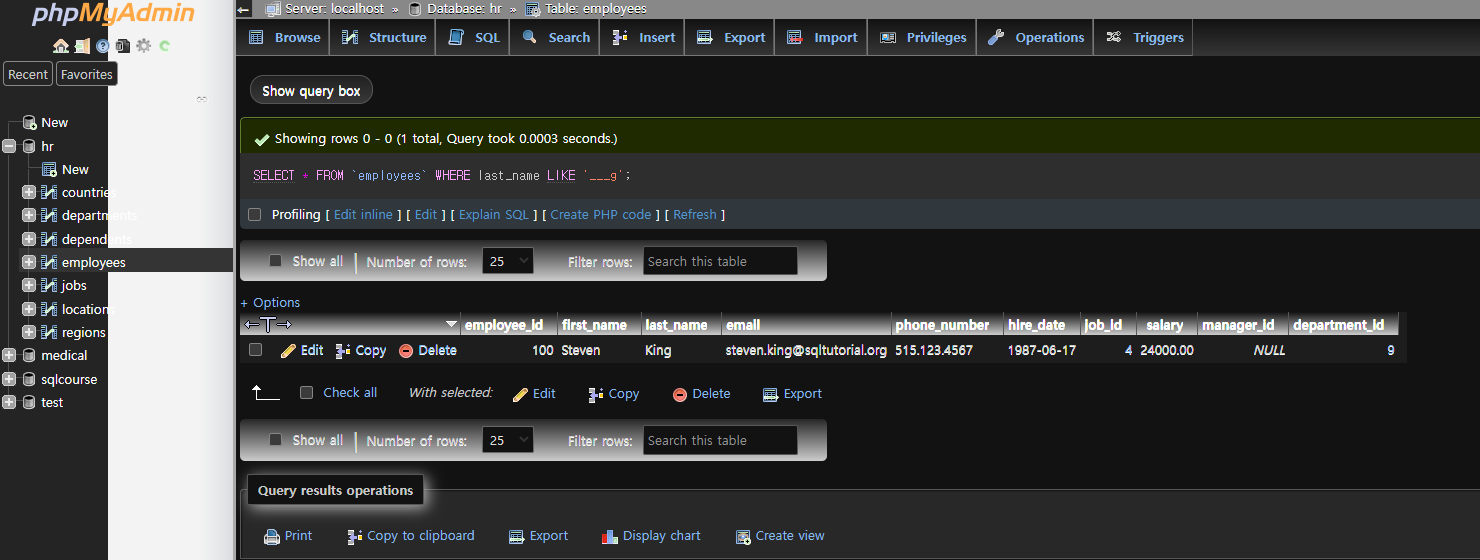 phpMyAdmin
Recent Favorites
New
hr
New
countries
departments
dependents
employees
jobs
locations
regions
medical
sqlcourse
test
Server: localhost » Database: hr » Table: employees
Browse Structure SQL Search Insert Export Import Privileges Operations Triggers
Show query box
Showing rows 0 - 0 (1 total, Query took 0.0003 seconds.)
SELECT * FROM `employees` WHERE last_name LIKE '___g';
Profiling [ Edit inline ] [ Edit ] [ Explain SQL ] [ Create PHP code ] [ Refresh ]
Show all Number of rows: 25 Filter rows: Search this table
+ Options
←T→ employee_id first_name last_name email phone_number hire_date job_id salary manager_id department_id
Edit Copy Delete 100 Steven King steven.king@sqltutorial.org 515.123.4567 1987-06-17 4 24000.00 NULL 9
Check all With selected: Edit Copy Delete Export
Show all Number of rows: 25 Filter rows: Search this table
Query results operations
Print Copy to clipboard Export Display chart Create view